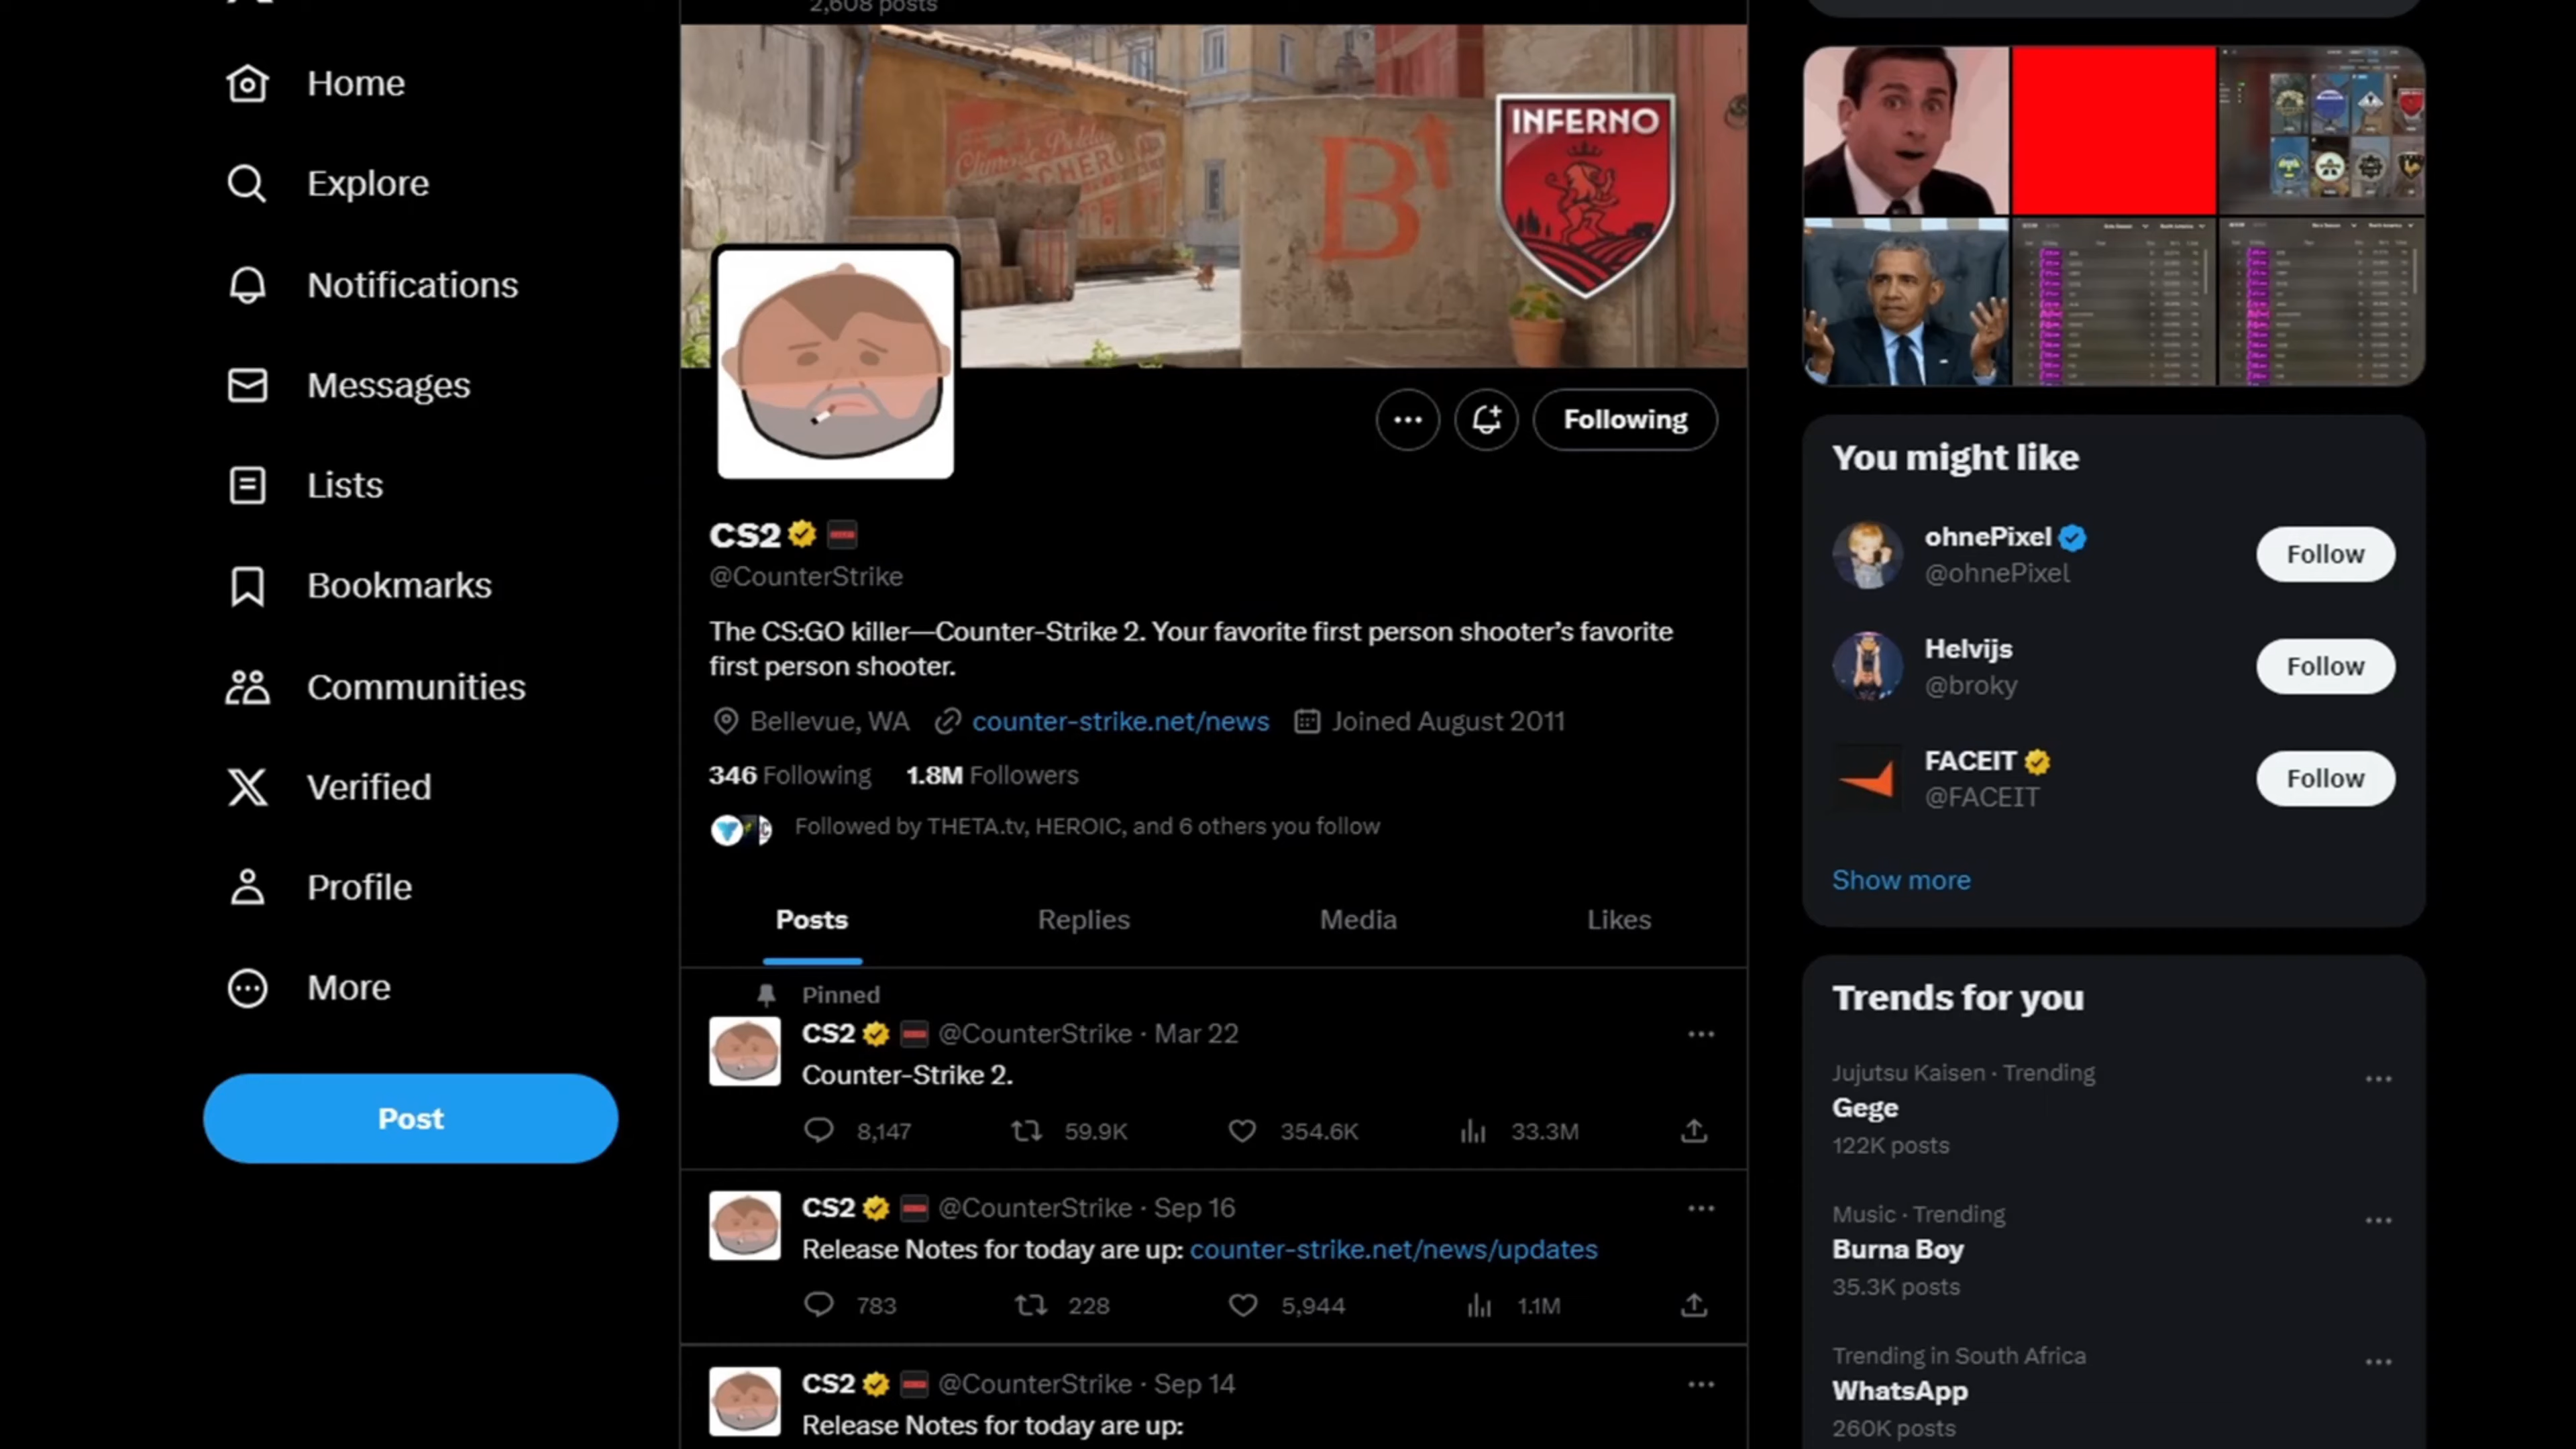 2,608 posts
Home
Explore
Notifications
Messages
Lists
Bookmarks
Communities
Verified
Profile
More
Post
INFERNO
B
Following
CS2
@CounterStrike
The CS:GO killer—Counter-Strike 2. Your favorite first person shooter’s favorite
first person shooter.
Bellevue, WA counter-strike.net/news Joined August 2011
346 Following 1.8M Followers
Followed by THETA.tv, HEROIC, and 6 others you follow
Posts Replies Media Likes
Pinned
CS2 @CounterStrike · Mar 22
Counter-Strike 2.
8,147 59.9K 354.6K 33.3M
CS2 @CounterStrike · Sep 16
Release Notes for today are up: counter-strike.net/news/updates
783 228 5,944 1.1M
CS2 @CounterStrike · Sep 14
Release Notes for today are up:
You might like
ohnePixel
@ohnePixel
Follow
Helvijs
@broky
Follow
FACEIT
@FACEIT
Follow
Show more
Trends for you
Jujutsu Kaisen · Trending
Gege
122K posts
Music · Trending
Burna Boy
35.3K posts
Trending in South Africa
WhatsApp
260K posts